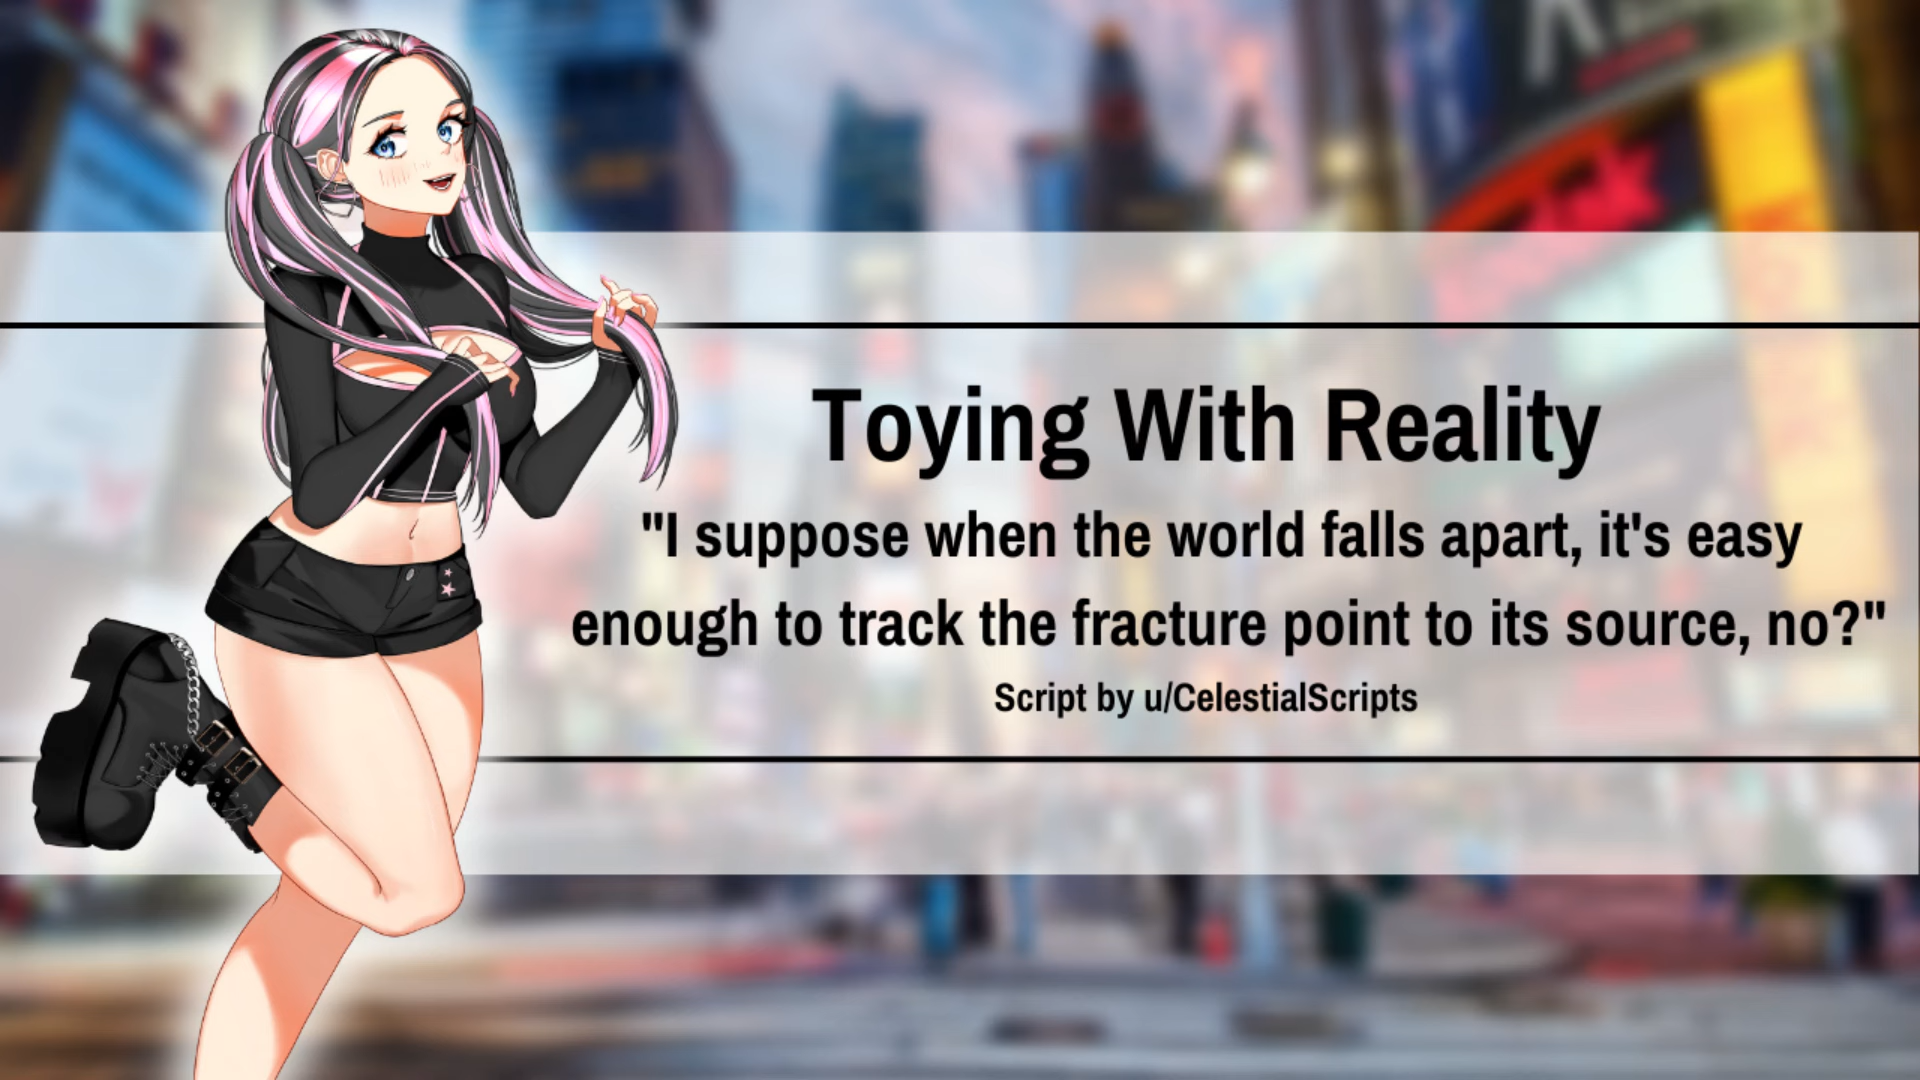 Toying With Reality
"I suppose when the world falls apart, it's easy
enough to track the fracture point to its source, no?"
Script by u/CelestialScripts